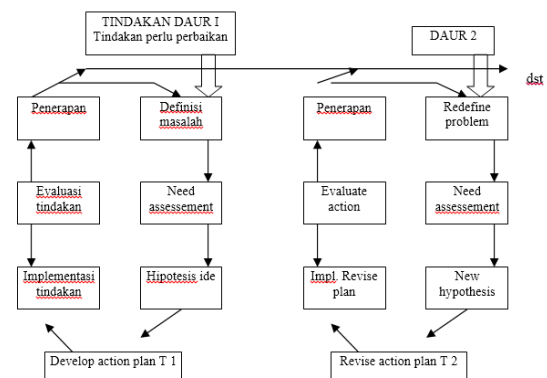 TINDAKAN DAUR I
Tindakan perlu perbaikan
DAUR 2
dst
Penerapan
Definisi
masalah
Penerapan
Redefine
problem
Evaluasi
tindakan
Need
assessement
Evaluate
action
Need
assessement
Implementasi
tindakan
Hipotesis ide
Impl. Revise
plan
New
hypothesis
Develop action plan T 1
Revise action plan T 2